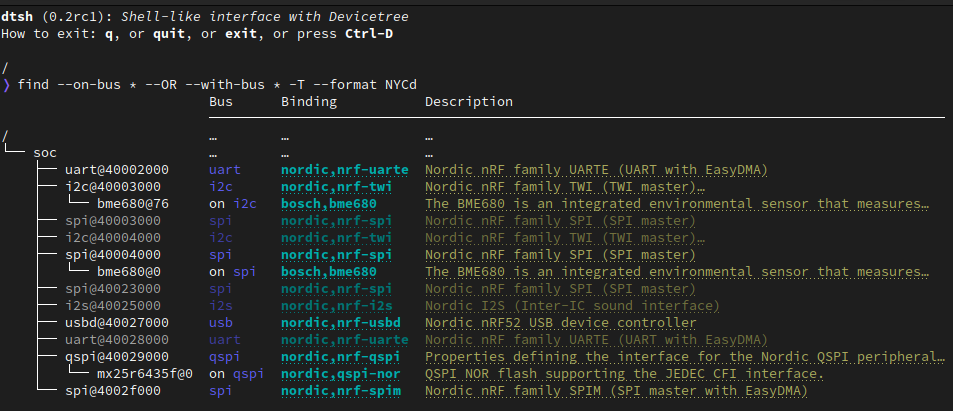 dtsh (0.2rc1): Shell-like interface with Devicetree
How to exit: q, or quit, or exit, or press Ctrl-D
/
❯ find --on-bus * --OR --with-bus * -T --format NYCd
Bus Binding Description
/ … … …
└── soc … … …
├── uart@40002000 uart nordic,nrf-uarte Nordic nRF family UARTE (UART with EasyDMA)
├── i2c@40003000 i2c nordic,nrf-twi Nordic nRF family TWI (TWI master)…
│ └── bme680@76 on i2c bosch,bme680 The BME680 is an integrated environmental sensor that measures…
├── spi@40003000 spi nordic,nrf-spi Nordic nRF family SPI (SPI master)
├── i2c@40004000 i2c nordic,nrf-twi Nordic nRF family TWI (TWI master)…
├── spi@40004000 spi nordic,nrf-spi Nordic nRF family SPI (SPI master)
│ └── bme680@0 on spi bosch,bme680 The BME680 is an integrated environmental sensor that measures…
├── spi@40023000 spi nordic,nrf-spi Nordic nRF family SPI (SPI master)
├── i2s@40025000 i2s nordic,nrf-i2s Nordic I2S (Inter-IC sound interface)
├── usbd@40027000 usb nordic,nrf-usbd Nordic nRF52 USB device controller
├── uart@40028000 uart nordic,nrf-uarte Nordic nRF family UARTE (UART with EasyDMA)
├── qspi@40029000 qspi nordic,nrf-qspi Properties defining the interface for the Nordic QSPI peripheral…
│ └── mx25r6435f@0 on qspi nordic,qspi-nor QSPI NOR flash supporting the JEDEC CFI interface.
└── spi@4002f000 spi nordic,nrf-spim Nordic nRF family SPIM (SPI master with EasyDMA)